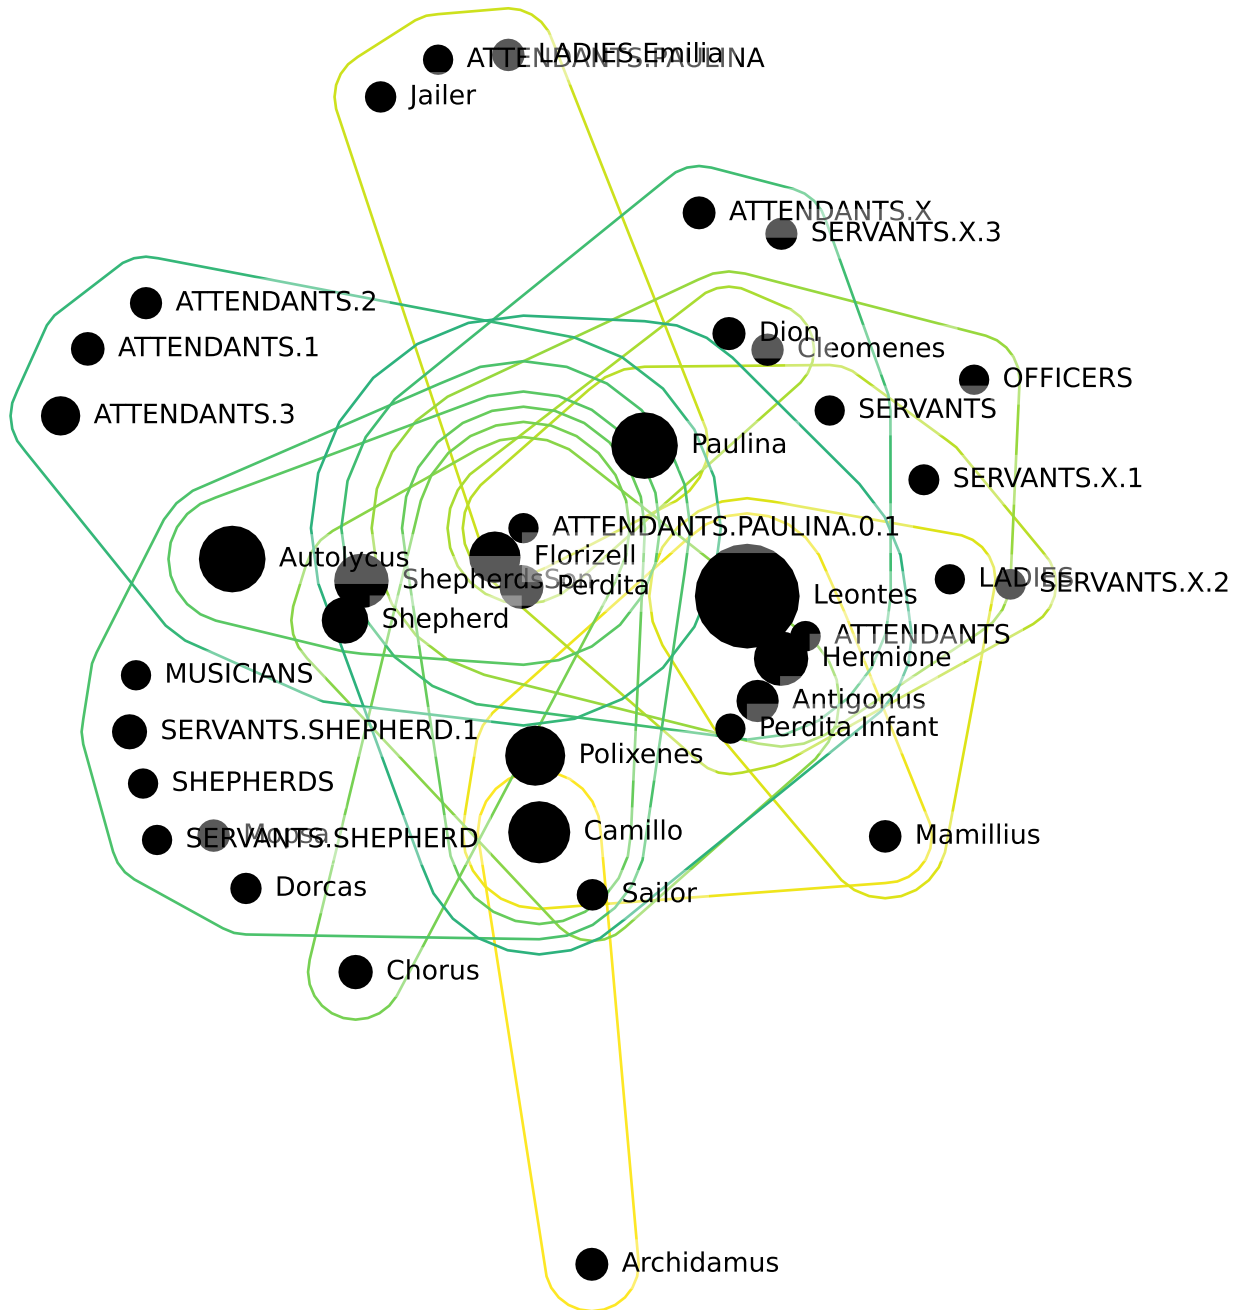 LADIES.Emilia
ATTENDANTS.PAULINA
Jailer
ATTENDANTS.X
SERVANTS.X.3
ATTENDANTS.2
Dion
ATTENDANTS.1
Cleomenes
OFFICERS
SERVANTS
ATTENDANTS.3
Paulina
SERVANTS.X.1
ATTENDANTS.PAULINA.0.1
Florizell
Autolycus
ShepherdsSon
LADIES
SERVANTS.X.2
Perdita
Leontes
Shepherd
ATTENDANTS
Hermione
MUSICIANS
Antigonus
Perdita.Infant
SERVANTS.SHEPHERD.1
Polixenes
SHEPHERDS
Camillo
Mopsa
Mamillius
SERVANTS.SHEPHERD
Dorcas
Sailor
Chorus
Archidamus